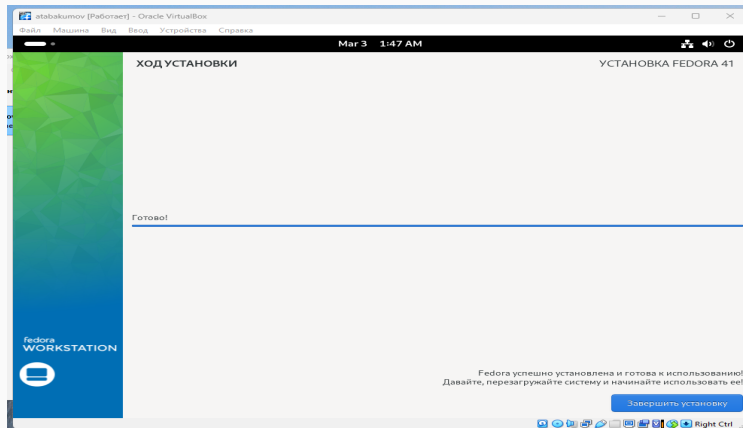 atabakumov [Работает] - Oracle VirtualBox
Файл Машина Вид Ввод Устройства Справка
Mar 3 1:47 AM
ХОД УСТАНОВКИ
УСТАНОВКА FEDORA 41
Готово!
fedora
WORKSTATION
Fedora успешно установлена и готова к использованию!
Давайте, перезагружайте систему и начинайте использовать ее!
Завершить установку
Right Ctrl